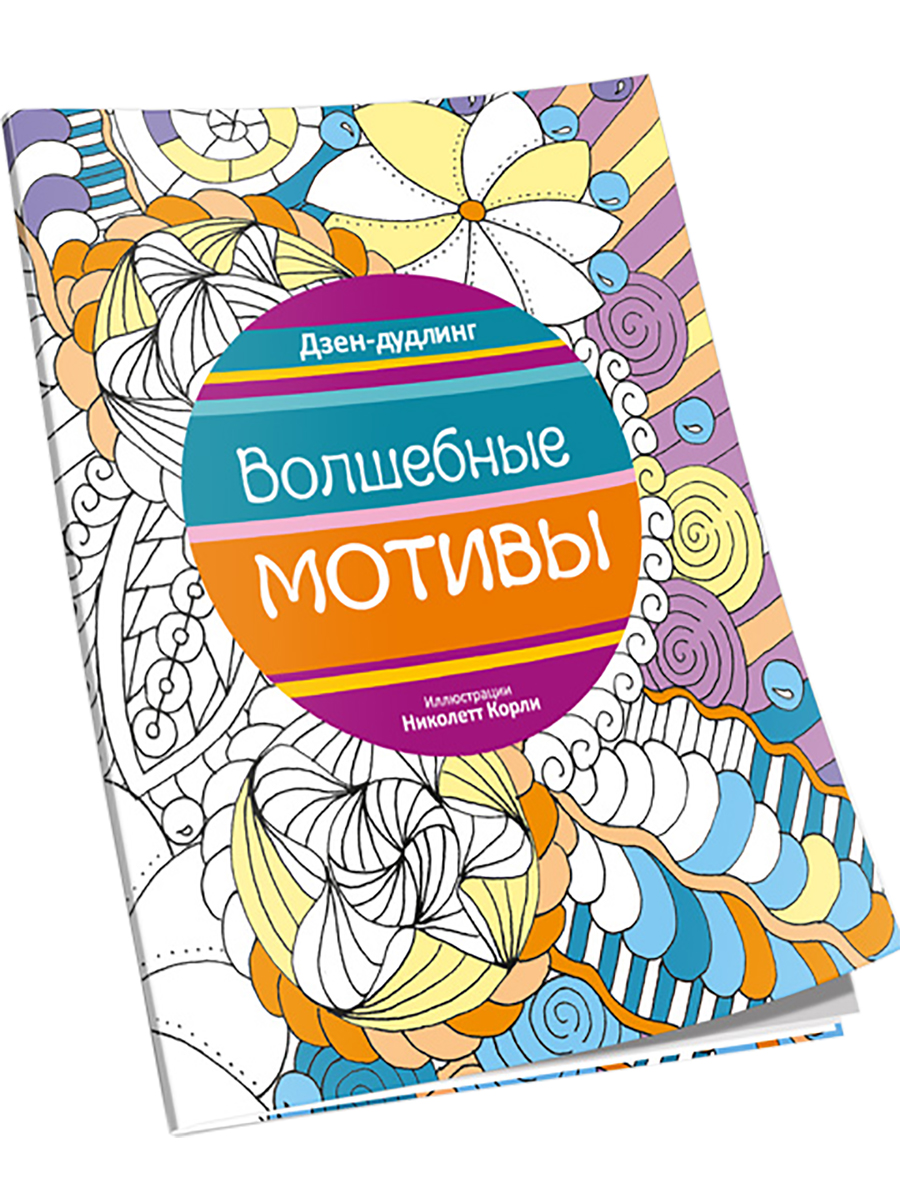 Дзен-дудлинг
Волшебные
МОТИВЫ
Иллюстрации
Николетт Корли